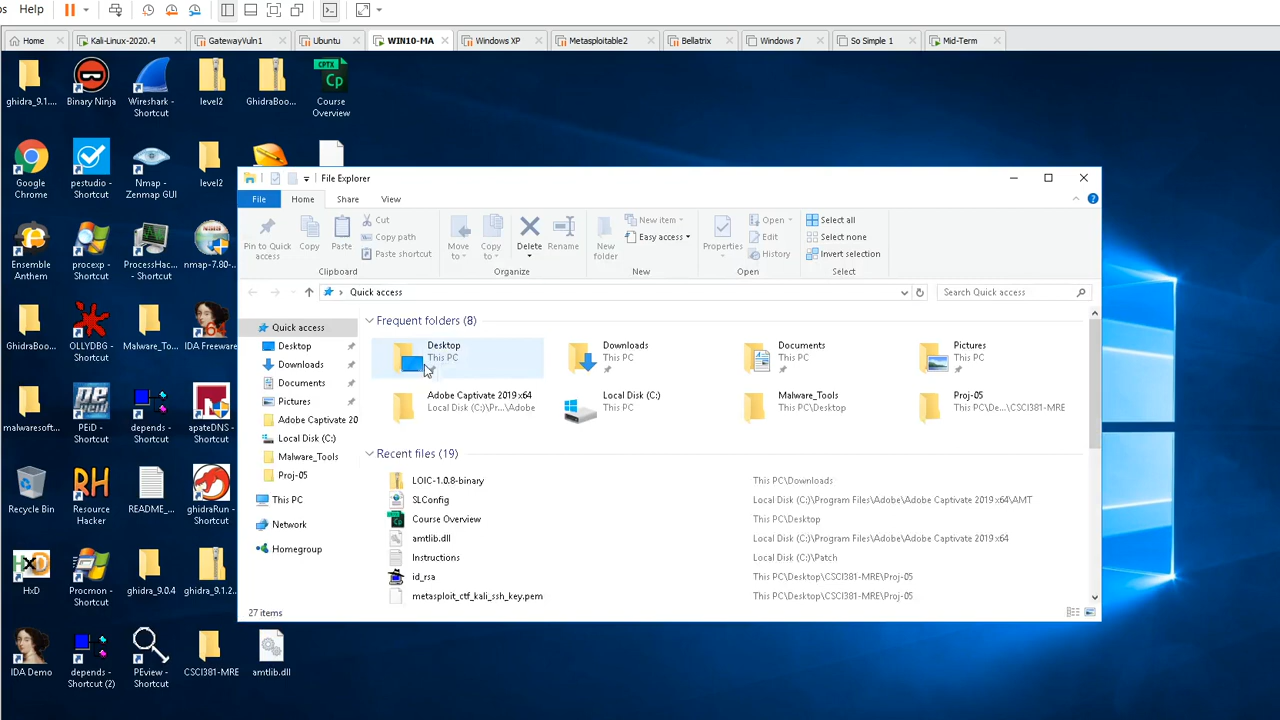 ps Help
Home Kali-Linux-2020.4 GatewayVuln1 Ubuntu WIN10-MA Windows XP Metasploitable2 Bellatrix Windows 7 So Simple 1 Mid-Term
CPTX
Cp
ghidra_9.1.... Binary Ninja Wireshark - Shortcut level2 GhidraBoo... Course Overview
Google Chrome pestudio - Shortcut Nmap - Zenmap GUI level2
Ensemble Anthem procexp - Shortcut ProcessHac... - Shortcut nmap-7.80-...
64
GhidraBoo... OLLYDBG - Shortcut Malware_T... IDA Freeware
malwaresoft... PEiD - Shortcut depends - Shortcut apateDNS - Shortcut
RH
Recycle Bin Resource Hacker README_... ghidraRun - Shortcut
HxD Procmon - Shortcut ghidra_9.0.4 ghidra_9.1.2...
IDA Demo depends - Shortcut (2) PEview - Shortcut CSCI381-MRE amtlib.dll
File Explorer
File Home Share View
Pin to Quick access Copy Paste Cut Copy path Paste shortcut
Move to Copy to Delete Rename
New folder New item Easy access
Properties Open Edit History
Select all Select none Invert selection
Clipboard Organize New Open Select
Quick access
Search Quick access
Quick access
Desktop
Downloads
Documents
Pictures
Adobe Captivate 20
Local Disk (C:)
Malware_Tools
Proj-05
This PC
Network
Homegroup
Frequent folders (8)
Desktop
This PC
Downloads
This PC
Documents
This PC
Pictures
This PC
Adobe Captivate 2019 x64
Local Disk (C:)\Pr...\Adobe
Local Disk (C:)
This PC
Malware_Tools
This PC\Desktop
Proj-05
This PC\De...\CSCI381-MRE
Recent files (19)
LOIC-1.0.8-binary This PC\Downloads
SLConfig Local Disk (C:)\Program Files\Adobe\Adobe Captivate 2019 x64\AMT
Course Overview This PC\Desktop
amtlib.dll Local Disk (C:)\Program Files\Adobe\Adobe Captivate 2019 x64
Instructions Local Disk (C:)\Patch
id_rsa This PC\Desktop\CSCI381-MRE\Proj-05
metasploit_ctf_kali_ssh_key.pem This PC\Desktop\CSCI381-MRE\Proj-05
27 items